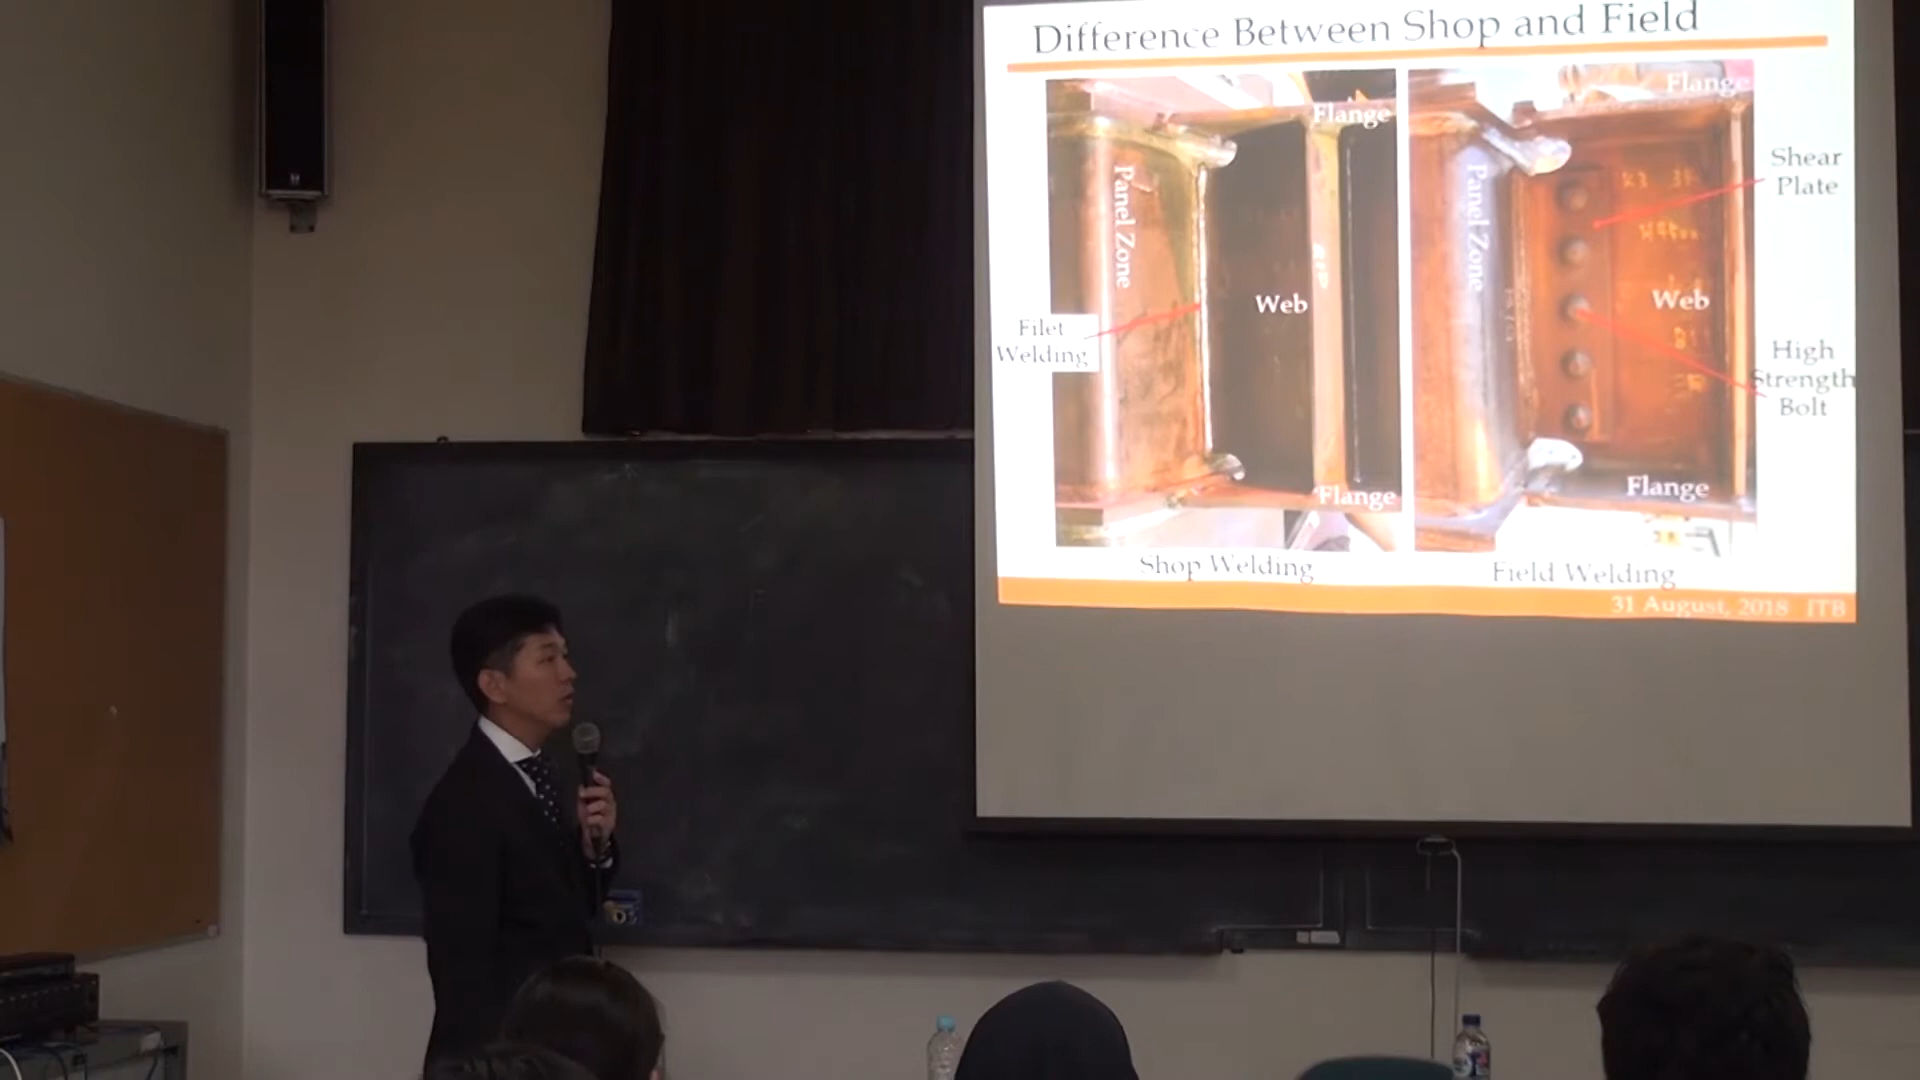 Difference Between Shop and Field
Flange
Flange
Panel Zone
Panel Zone
Shear
Plate
Filet
Welding
Web
Web
High
Strength
Bolt
Flange
Flange
Shop Welding
Field Welding
31 August, 2018 ITB